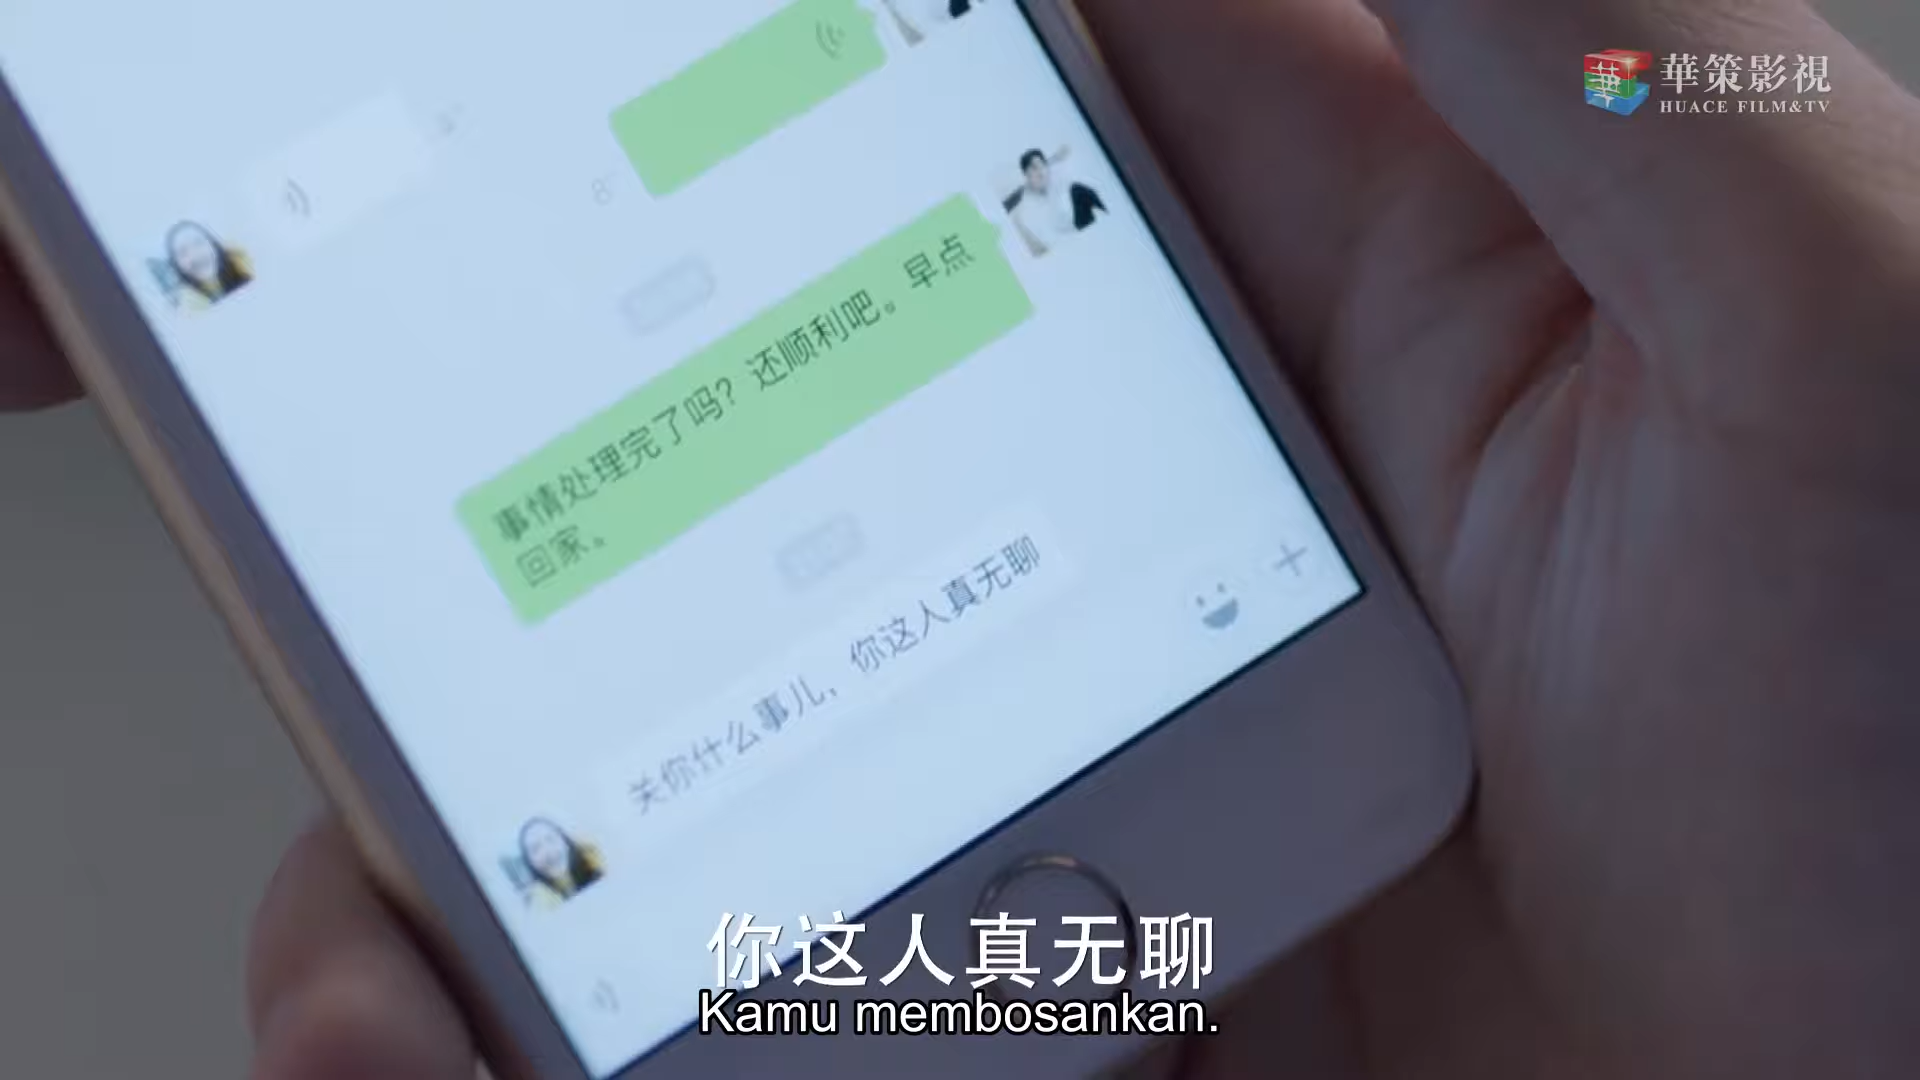 華策影視
HUACE FILM&TV
事情处理完了吗？还顺利吧。早点
回家。
关你什么事儿，你这人真无聊
你这人真无聊
Kamu membosankan.